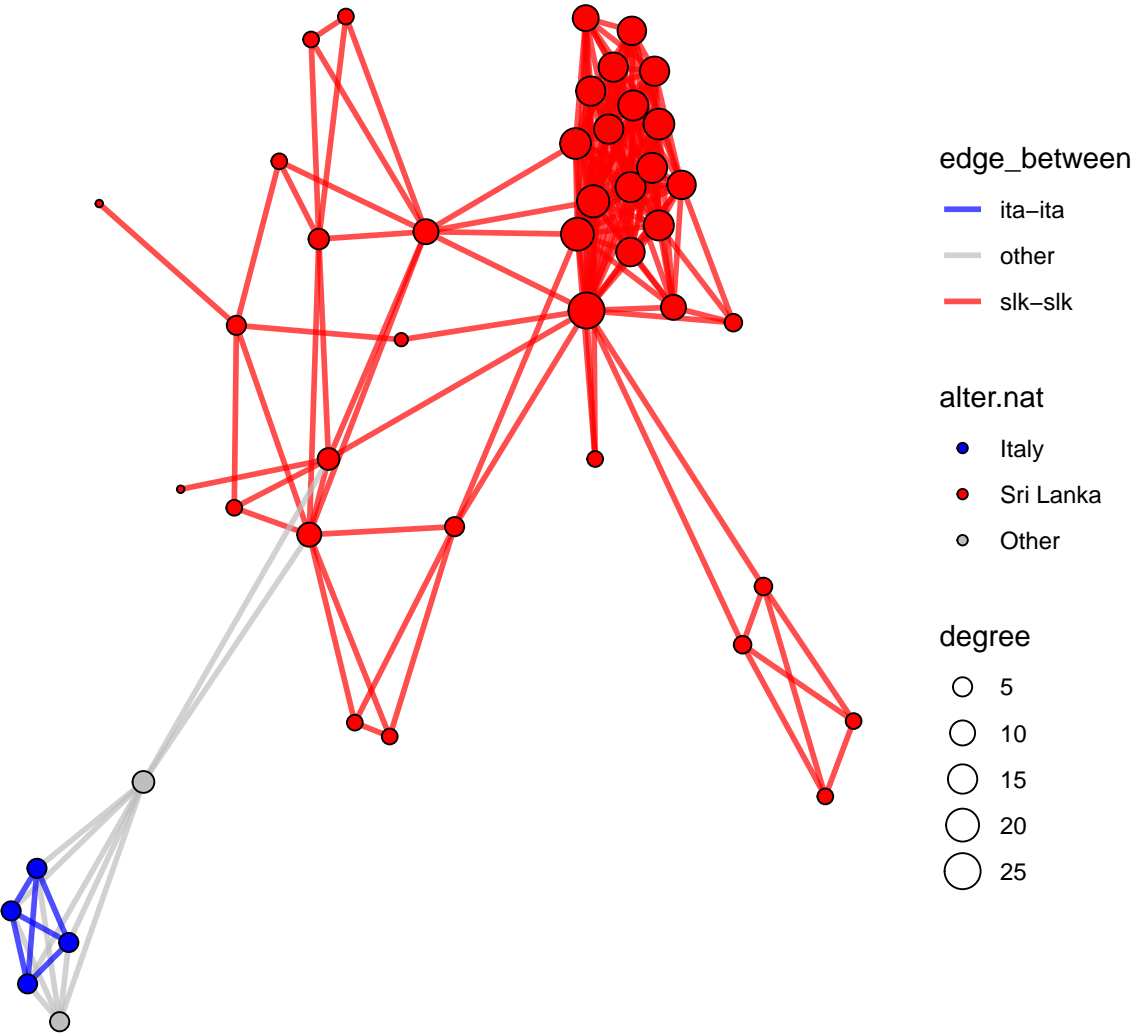 edge_between
ita−ita
other
slk−slk
alter.nat
Italy
Sri Lanka
Other
degree
5
10
15
20
25